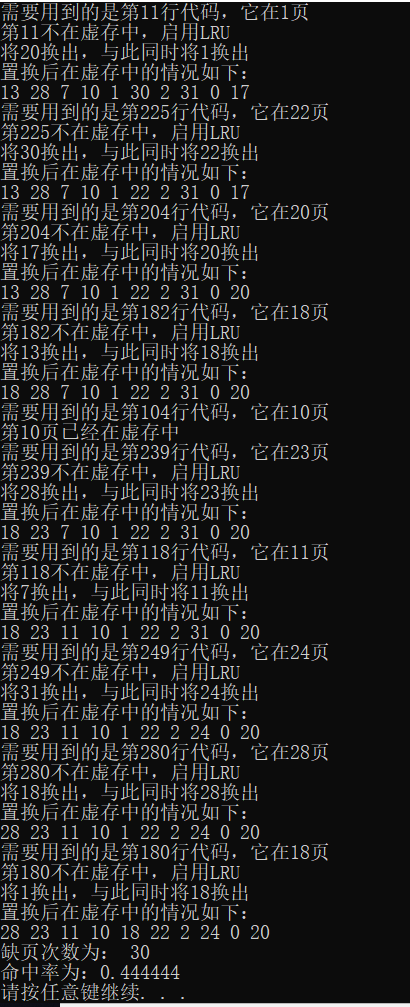 需要用到的是第11行代码，它在1页
第11不在虚存中，启用LRU
将20换出，与此同时将1换出
置换后在虚存中的情况如下：
13 28 7 10 1 30 2 31 0 17
需要用到的是第225行代码，它在22页
第225不在虚存中，启用LRU
将30换出，与此同时将22换出
置换后在虚存中的情况如下：
13 28 7 10 1 22 2 31 0 17
需要用到的是第204行代码，它在20页
第204不在虚存中，启用LRU
将17换出，与此同时将20换出
置换后在虚存中的情况如下：
13 28 7 10 1 22 2 31 0 20
需要用到的是第182行代码，它在18页
第182不在虚存中，启用LRU
将13换出，与此同时将18换出
置换后在虚存中的情况如下：
18 28 7 10 1 22 2 31 0 20
需要用到的是第104行代码，它在10页
第10页已经在虚存中
需要用到的是第239行代码，它在23页
第239不在虚存中，启用LRU
将28换出，与此同时将23换出
置换后在虚存中的情况如下：
18 23 7 10 1 22 2 31 0 20
需要用到的是第118行代码，它在11页
第118不在虚存中，启用LRU
将7换出，与此同时将11换出
置换后在虚存中的情况如下：
18 23 11 10 1 22 2 31 0 20
需要用到的是第249行代码，它在24页
第249不在虚存中，启用LRU
将31换出，与此同时将24换出
置换后在虚存中的情况如下：
18 23 11 10 1 22 2 24 0 20
需要用到的是第280行代码，它在28页
第280不在虚存中，启用LRU
将18换出，与此同时将28换出
置换后在虚存中的情况如下：
28 23 11 10 1 22 2 24 0 20
需要用到的是第180行代码，它在18页
第180不在虚存中，启用LRU
将1换出，与此同时将18换出
置换后在虚存中的情况如下：
28 23 11 10 18 22 2 24 0 20
缺页次数为： 30
命中率为：0.444444
请按任意键继续. . .